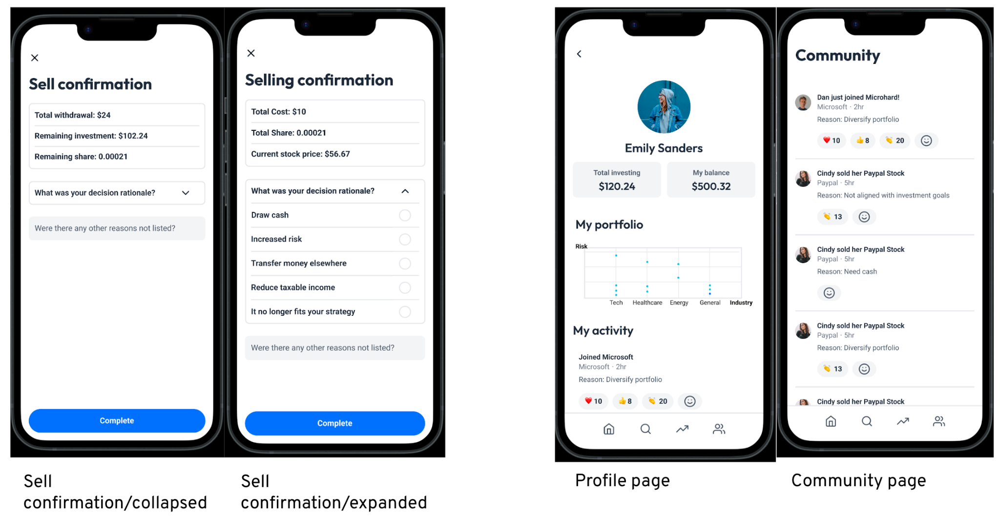 Sell confirmation
Total withdrawal: $24
Remaining investment: $102.24
Remaining share: 0.00021
What was your decision rationale?
Were there any other reasons not listed?
Complete
Sell
confirmation/collapsed
Selling confirmation
Total Cost: $10
Total Share: 0.00021
Current stock price: $56.67
What was your decision rationale?
Draw cash
Increased risk
Transfer money elsewhere
Reduce taxable income
It no longer fits your strategy
Were there any other reasons not listed?
Complete
Sell
confirmation/expanded
Emily Sanders
Total investing
$120.24
My balance
$500.32
My portfolio
Risk
Tech Healthcare Energy General Industry
My activity
Joined Microsoft
Microsoft · 2hr
Reason: Diversify portfolio
❤️ 10 👍 8 👏 20
Profile page
Community
Dan just joined Microhard!
Microsoft · 2hr
Reason: Diversify portfolio
❤️ 10 👍 8 👏 20
Cindy sold her Paypal Stock
Paypal · 5hr
Reason: Not aligned with investment goals
👏 13
Cindy sold her Paypal Stock
Paypal · 5hr
Reason: Need cash
Cindy sold her Paypal Stock
Paypal · 5hr
Reason: Diversify portfolio
👏 13
Cindy sold her Paypal Stock
Community page